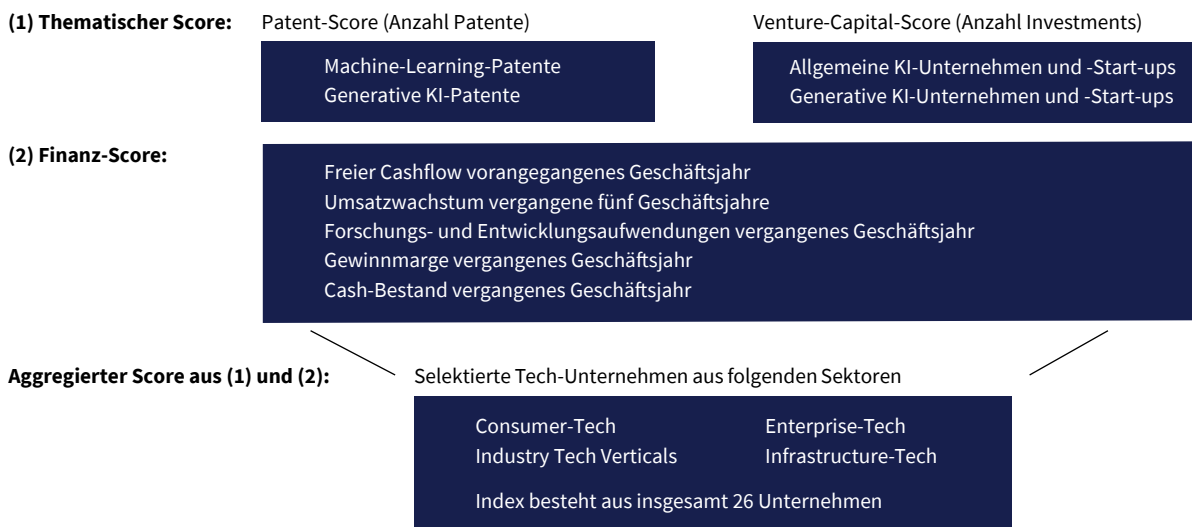 (1) Thematischer Score:
Patent-Score (Anzahl Patente)
Venture-Capital-Score (Anzahl Investments)
Machine-Learning-Patente
Generative KI-Patente
Allgemeine KI-Unternehmen und -Start-ups
Generative KI-Unternehmen und -Start-ups
(2) Finanz-Score:
Freier Cashflow vorangegangenes Geschäftsjahr
Umsatzwachstum vergangene fünf Geschäftsjahre
Forschungs- und Entwicklungsaufwendungen vergangenes Geschäftsjahr
Gewinnmarge vergangenes Geschäftsjahr
Cash-Bestand vergangenes Geschäftsjahr
Aggregierter Score aus (1) und (2):
Selektierte Tech-Unternehmen aus folgenden Sektoren
Consumer-Tech
Enterprise-Tech
Industry Tech Verticals
Infrastructure-Tech
Index besteht aus insgesamt 26 Unternehmen